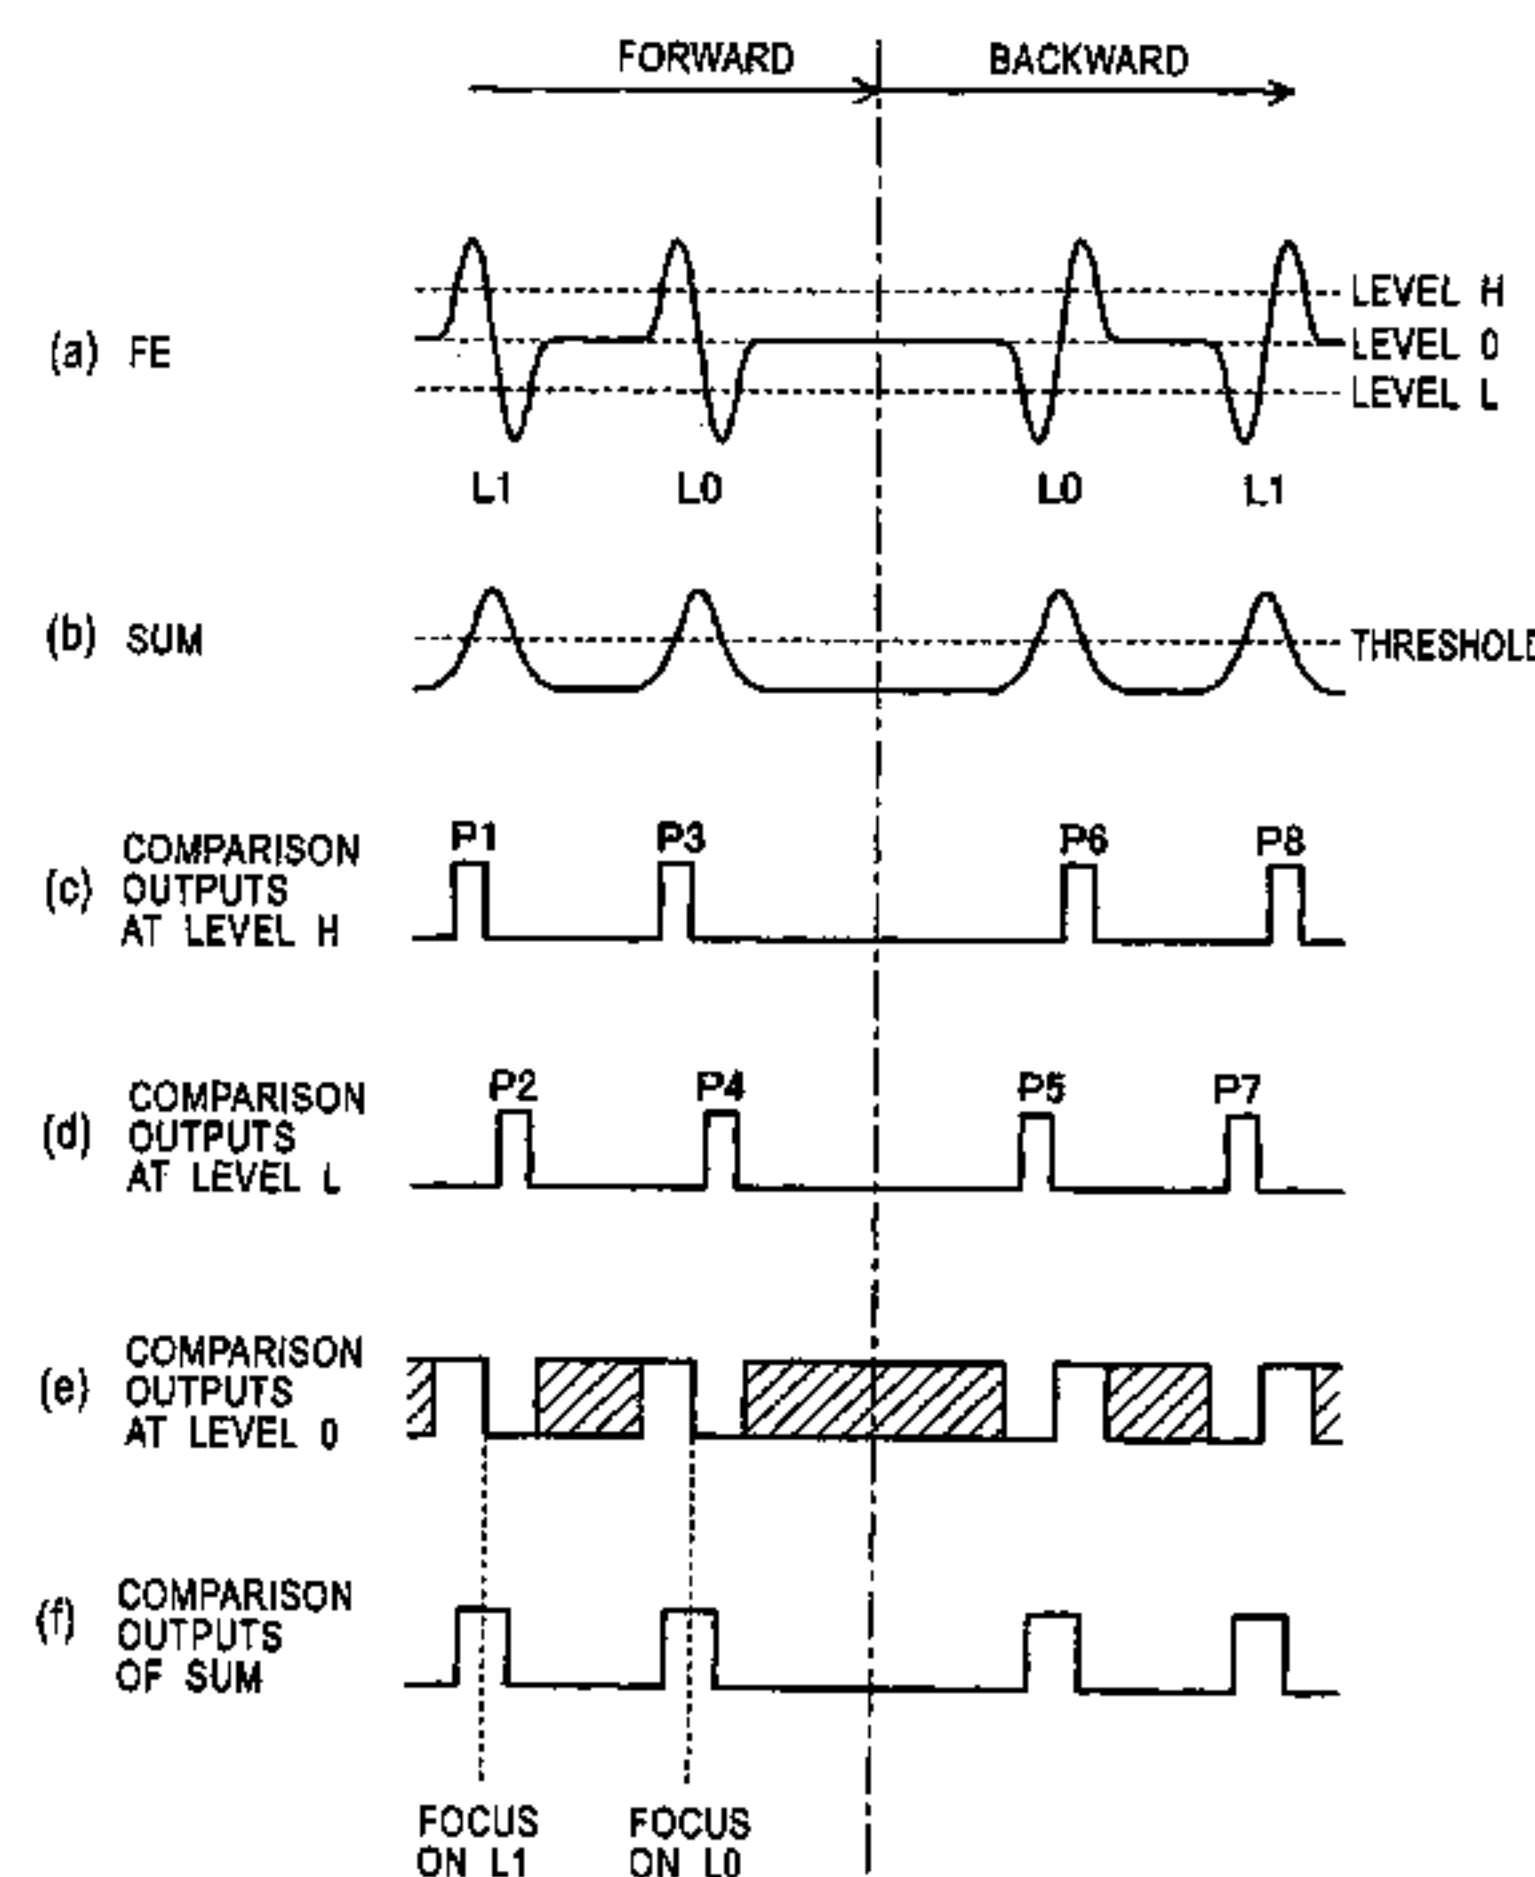 FORWARD
BACKWARD
(a) FE
LEVEL H
LEVEL 0
LEVEL L
L1
L0
L0
L1
(b) SUM
THRESHOLD
(c) COMPARISON
OUTPUTS
AT LEVEL H
P1
P3
P6
P8
(d) COMPARISON
OUTPUTS
AT LEVEL L
P2
P4
P5
P7
(e) COMPARISON
OUTPUTS
AT LEVEL 0
(f) COMPARISON
OUTPUTS
OF SUM
FOCUS
ON L1
FOCUS
ON L0